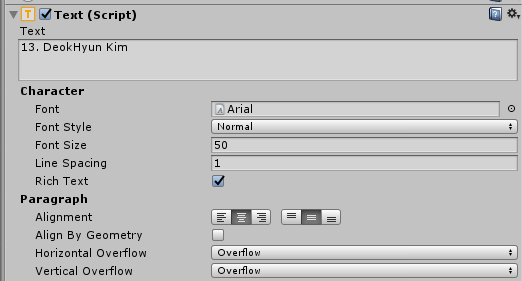 T Text (Script)
Text
13. DeokHyun Kim
Character
Font Arial
Font Style Normal
Font Size 50
Line Spacing 1
Rich Text
Paragraph
Alignment
Align By Geometry
Horizontal Overflow Overflow
Vertical Overflow Overflow